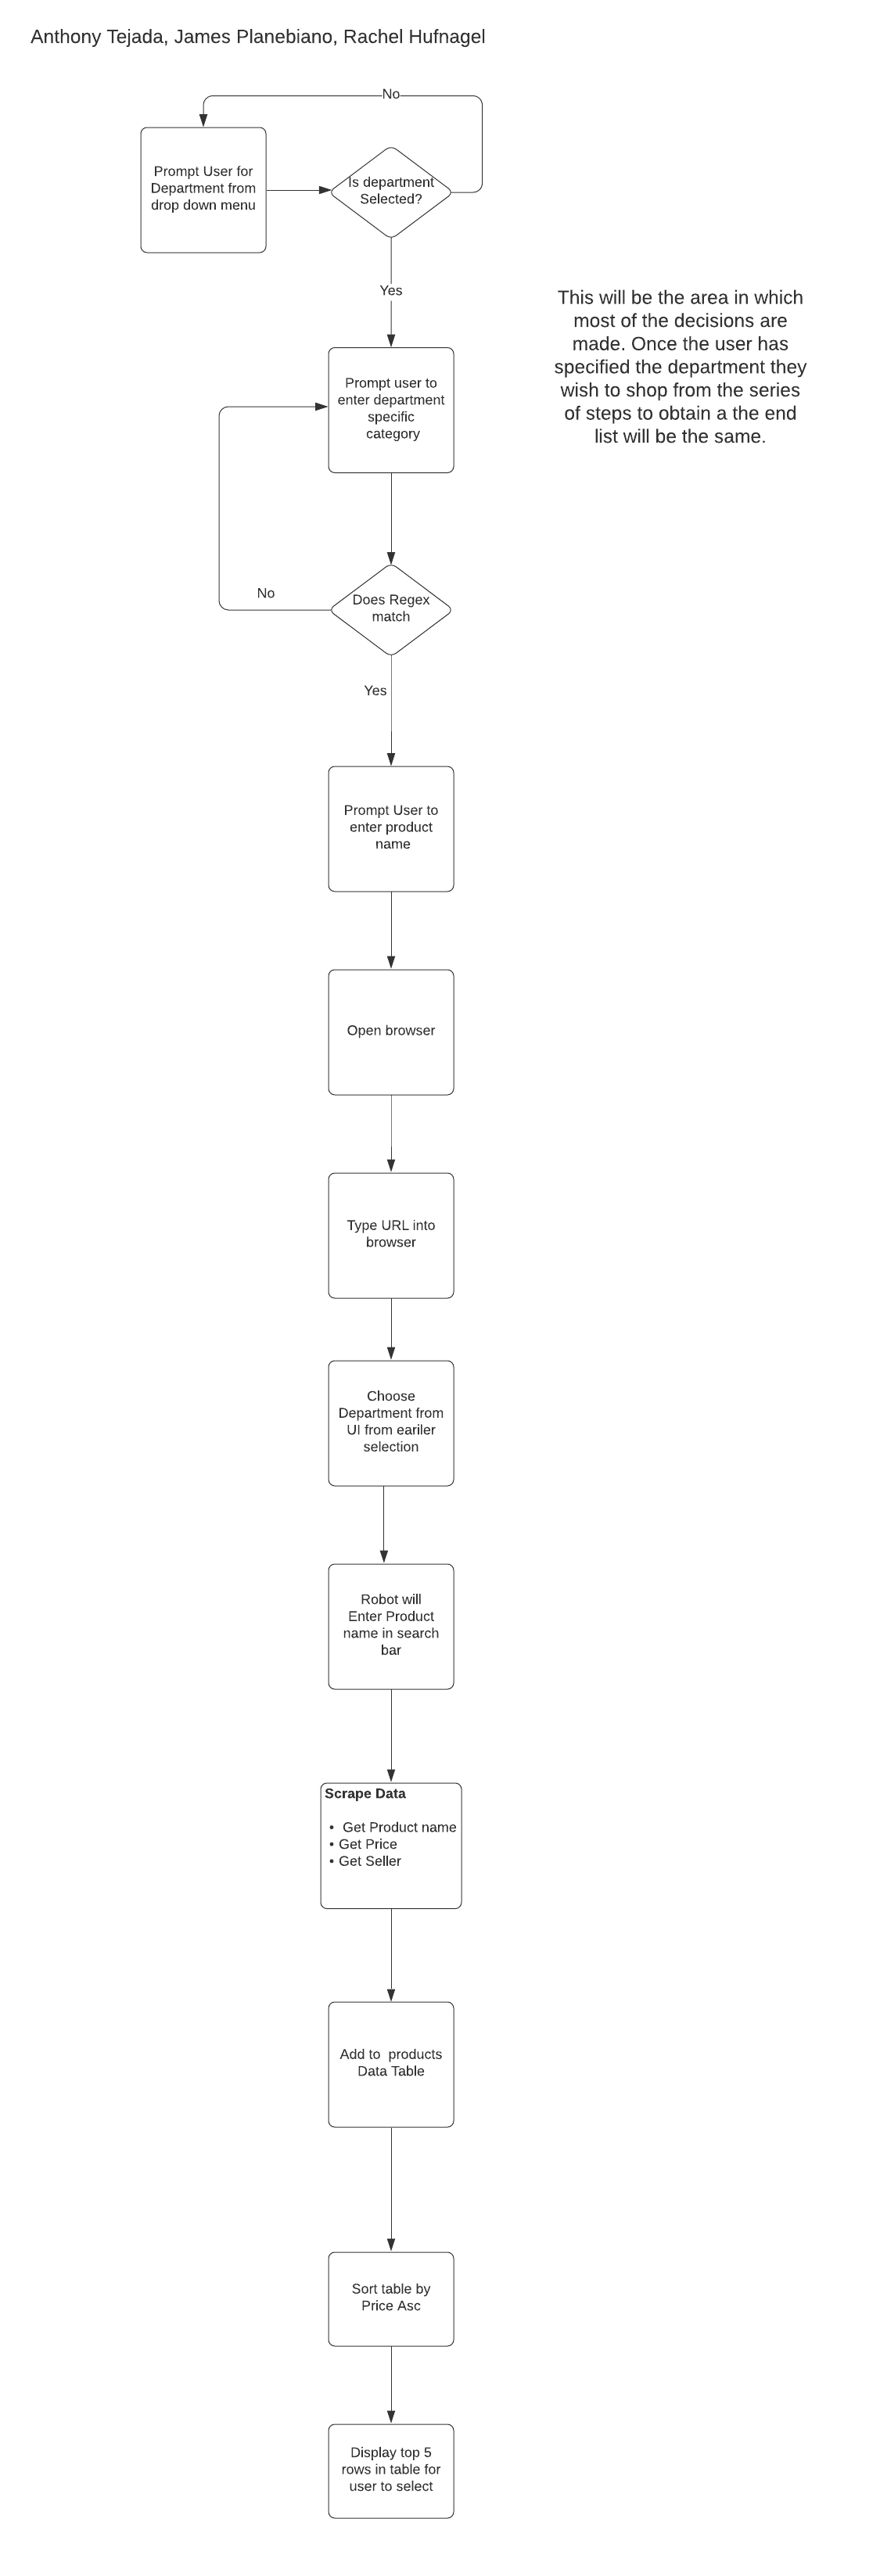 Anthony Tejada, James Planebiano, Rachel Hufnagel
No
Prompt User for
Department from
drop down menu
Is department
Selected?
Yes
This will be the area in which
most of the decisions are
made. Once the user has
specified the department they
wish to shop from the series
of steps to obtain a the end
list will be the same.
Prompt user to
enter department
specific
category
No
Does Regex
match
Yes
Prompt User to
enter product
name
Open browser
Type URL into
browser
Choose
Department from
UI from eariler
selection
Robot will
Enter Product
name in search
bar
Scrape Data
• Get Product name
• Get Price
• Get Seller
Add to products
Data Table
Sort table by
Price Asc
Display top 5
rows in table for
user to select